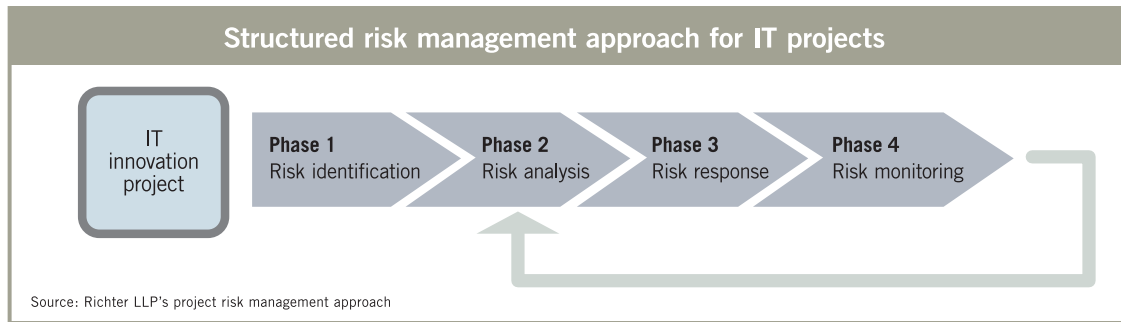 Structured risk management approach for IT projects
IT
innovation
project
Phase 1
Risk identification
Phase 2
Risk analysis
Phase 3
Risk response
Phase 4
Risk monitoring
Source: Richter LLP's project risk management approach